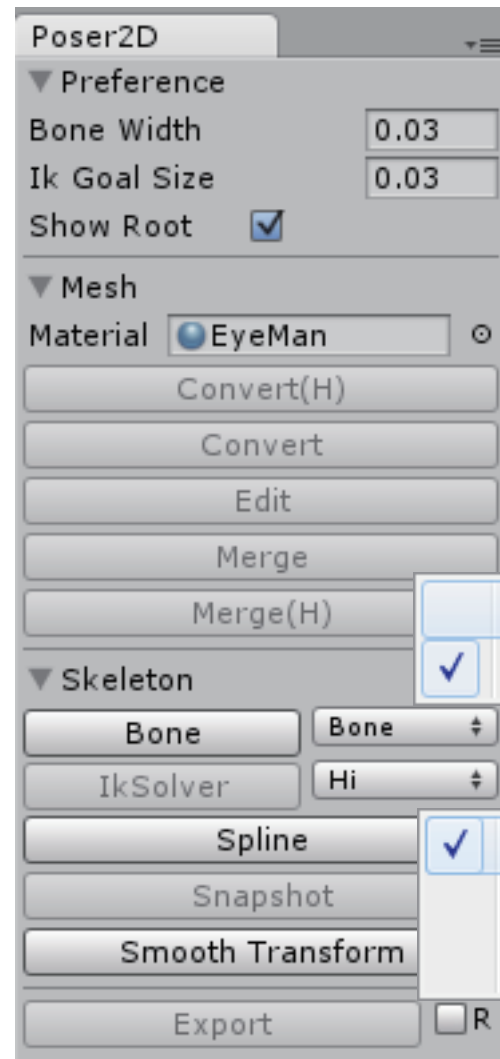 Poser2D
Preference
Bone Width 0.03
Ik Goal Size 0.03
Show Root
Mesh
Material EyeMan
Convert(H)
Convert
Edit
Merge
Merge(H)
Skeleton
Bone Bone
IkSolver Hi
Spline
Snapshot
Smooth Transform
Export R